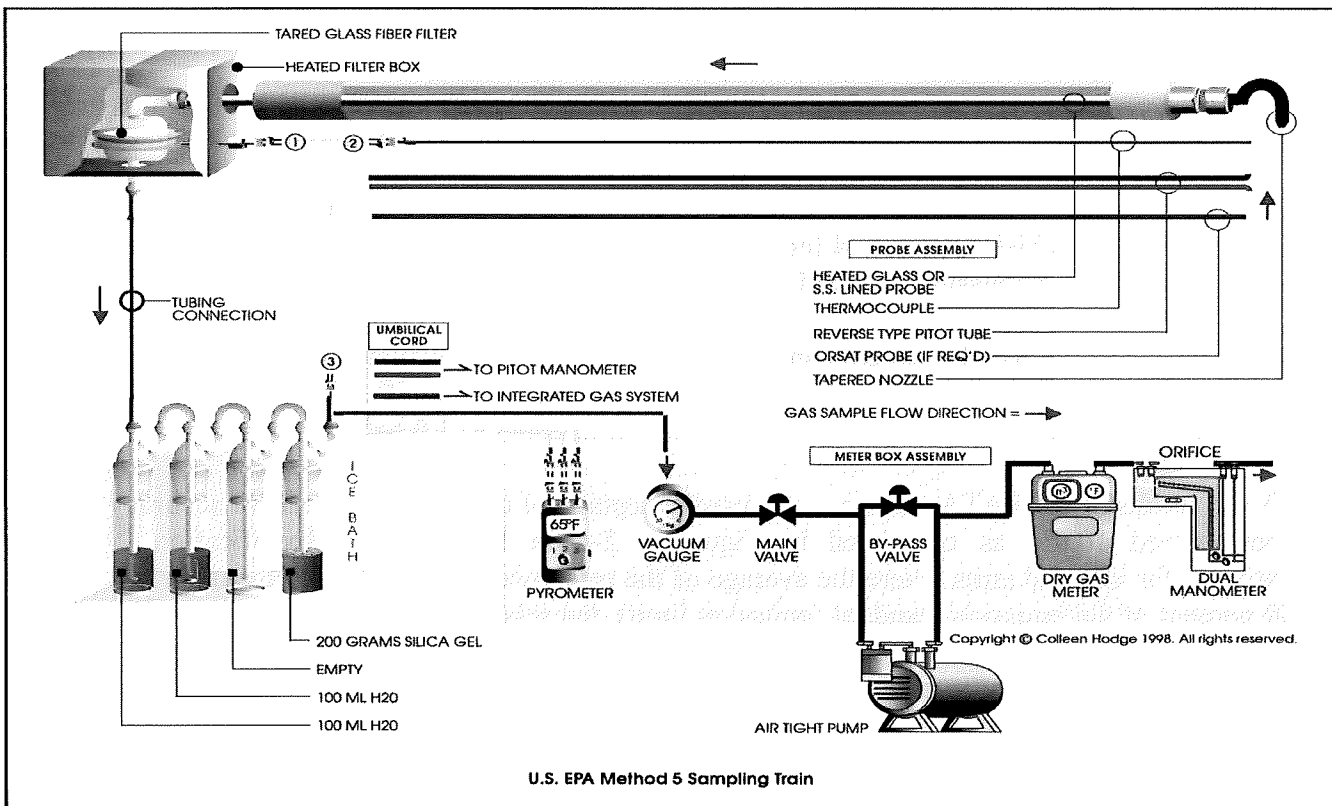 TARED GLASS FIBER FILTER
HEATED FILTER BOX
1
2
PROBE ASSEMBLY
HEATED GLASS OR
S.S. LINED PROBE
THERMOCOUPLE
REVERSE TYPE PITOT TUBE
ORSAT PROBE (IF REQ'D)
TAPERED NOZZLE
GAS SAMPLE FLOW DIRECTION =
TUBING
CONNECTION
UMBILICAL
CORD
TO PITOT MANOMETER
TO INTEGRATED GAS SYSTEM
3
ICE BATH
METER BOX ASSEMBLY
ORIFICE
65°F
1 2 3
PYROMETER
VACUUM
GAUGE
MAIN
VALVE
BY-PASS
VALVE
°F
DRY GAS
METER
DUAL
MANOMETER
200 GRAMS SILICA GEL
EMPTY
100 ML H20
100 ML H20
AIR TIGHT PUMP
Copyright © Colleen Hodge 1998. All rights reserved.
U.S. EPA Method 5 Sampling Train